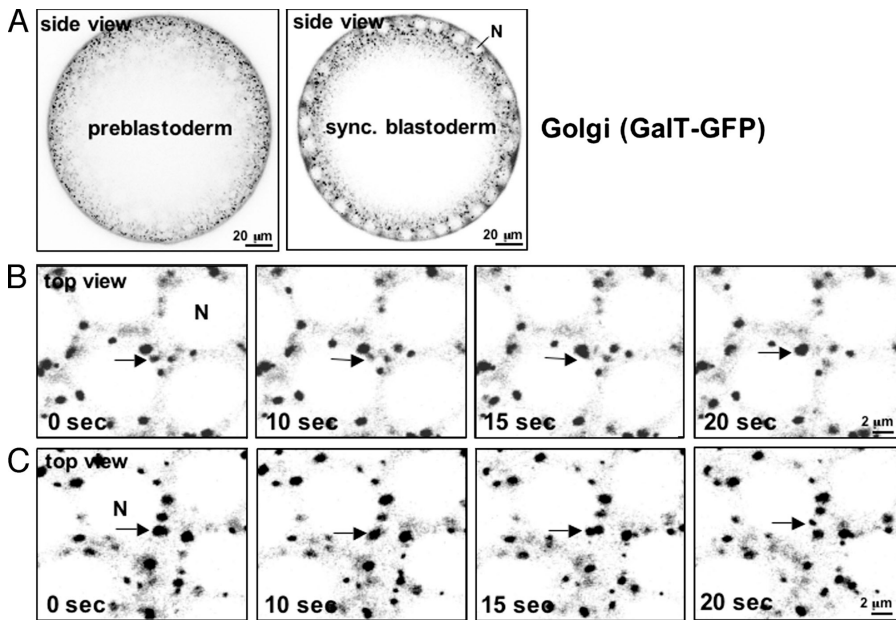 A
side view
preblastoderm
20 μm
side view
N
sync. blastoderm
20 μm
Golgi (GalT-GFP)
B
top view
N
0 sec
10 sec
15 sec
20 sec
2 μm
C
top view
N
0 sec
10 sec
15 sec
20 sec
2 μm